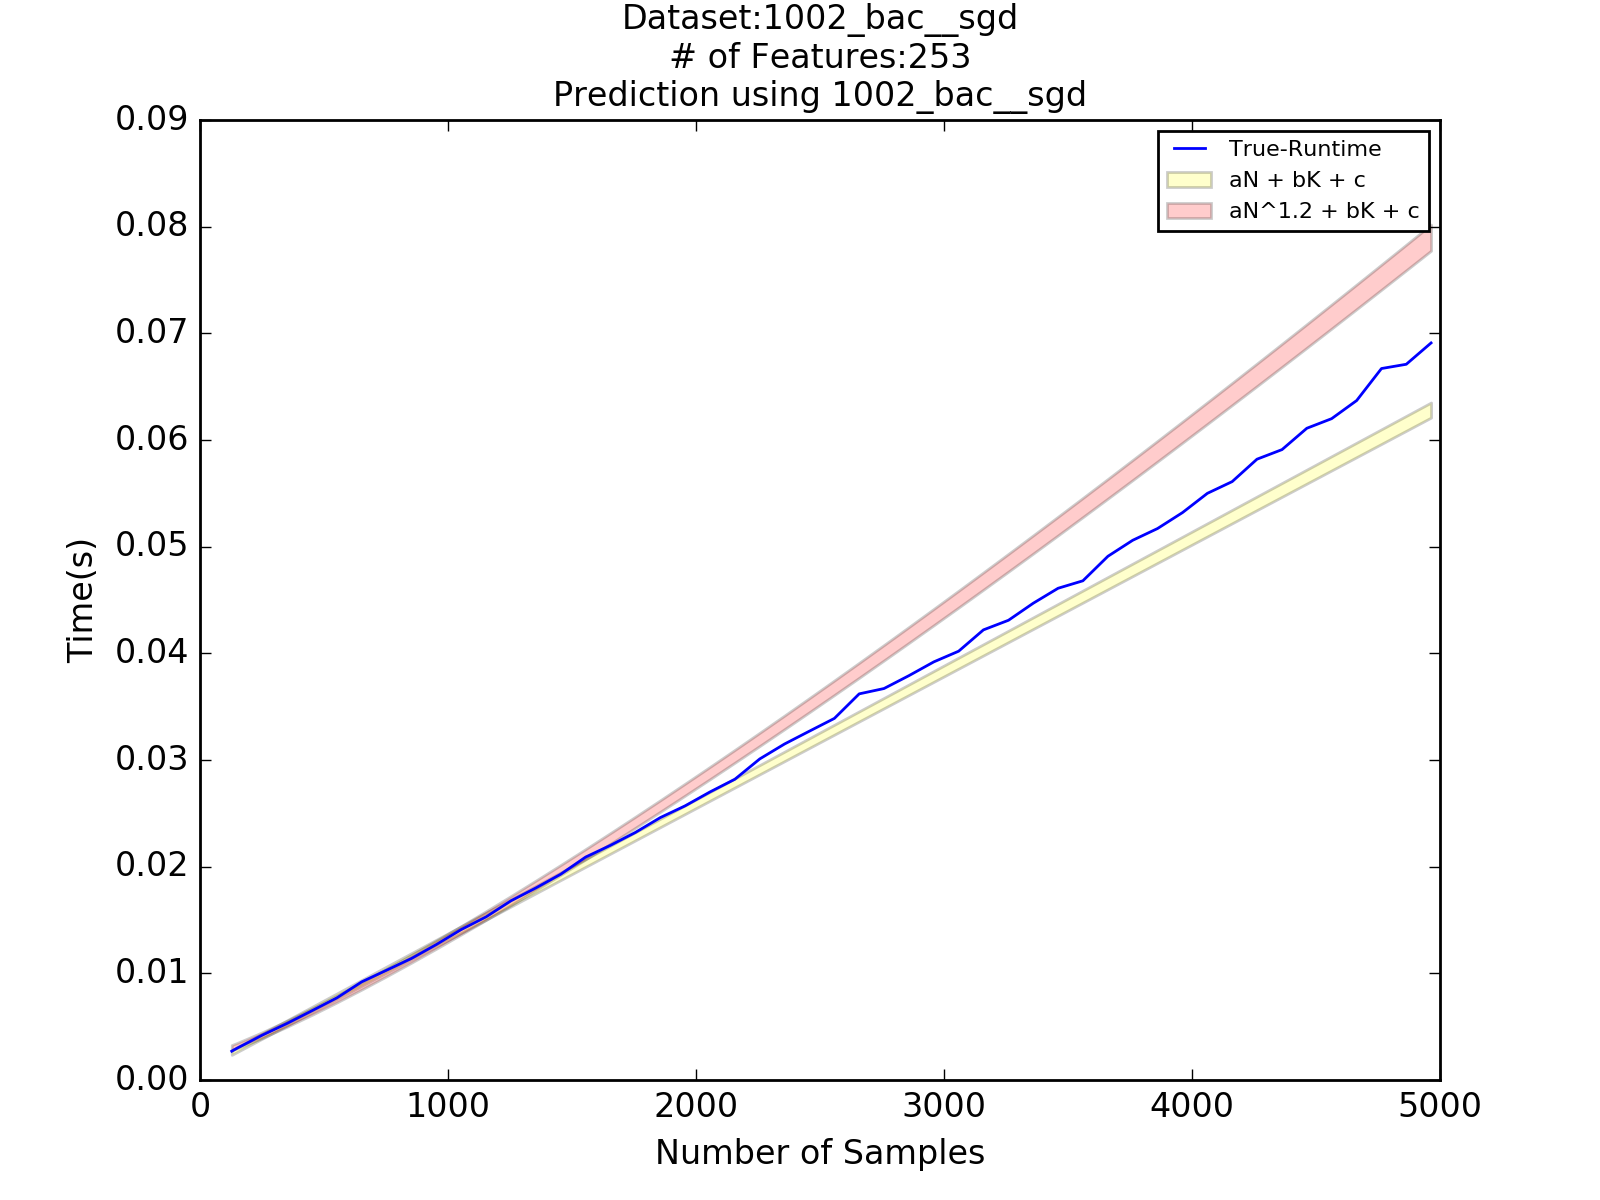 Dataset:1002_bac__sgd
# of Features:253
Prediction using 1002_bac__sgd
True-Runtime
aN + bK + c
aN^1.2 + bK + c
0.09
0.08
0.07
0.06
0.05
0.04
0.03
0.02
0.01
0.00
Time(s)
0 1000 2000 3000 4000 5000
Number of Samples